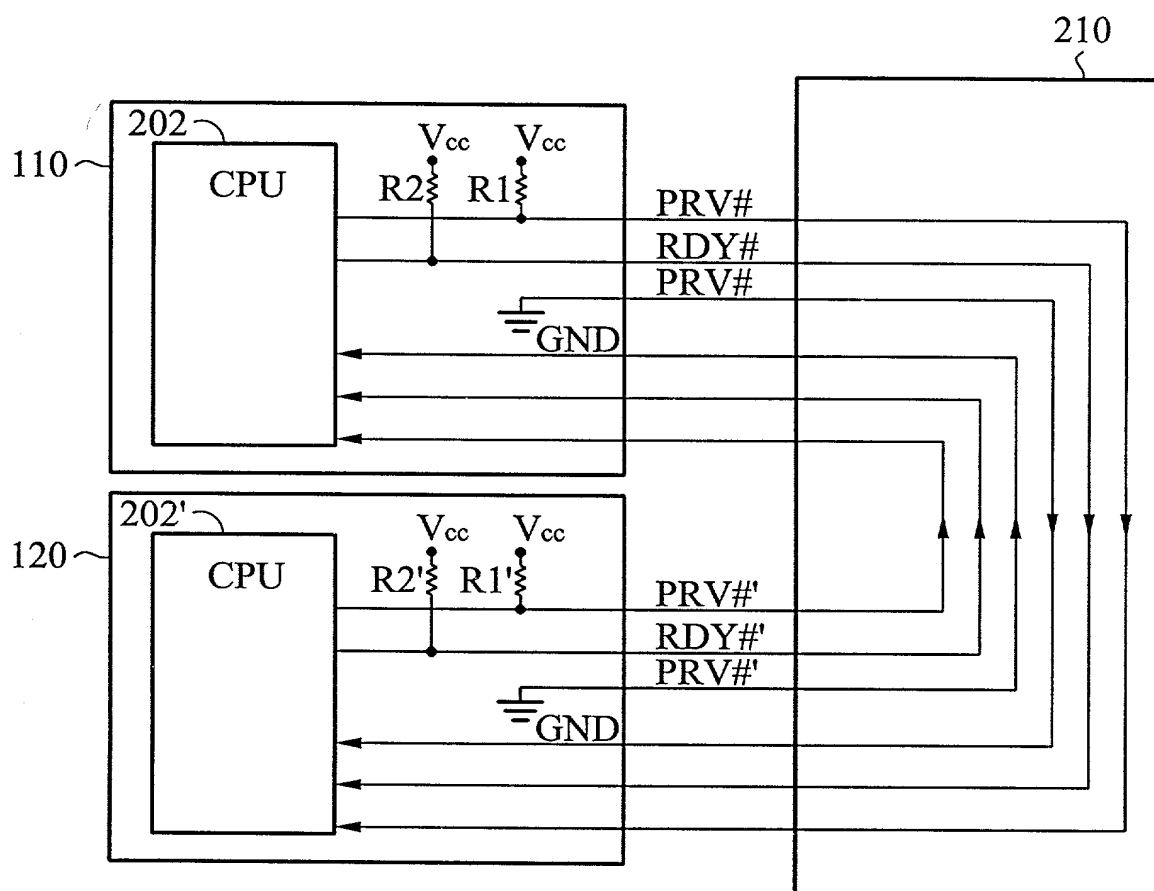 210
202
110
CPU
Vcc
Vcc
R2
R1
PRV#
RDY#
PRV#
GND
202'
120
CPU
Vcc
Vcc
R2'
R1'
PRV#'
RDY#'
PRV#'
GND